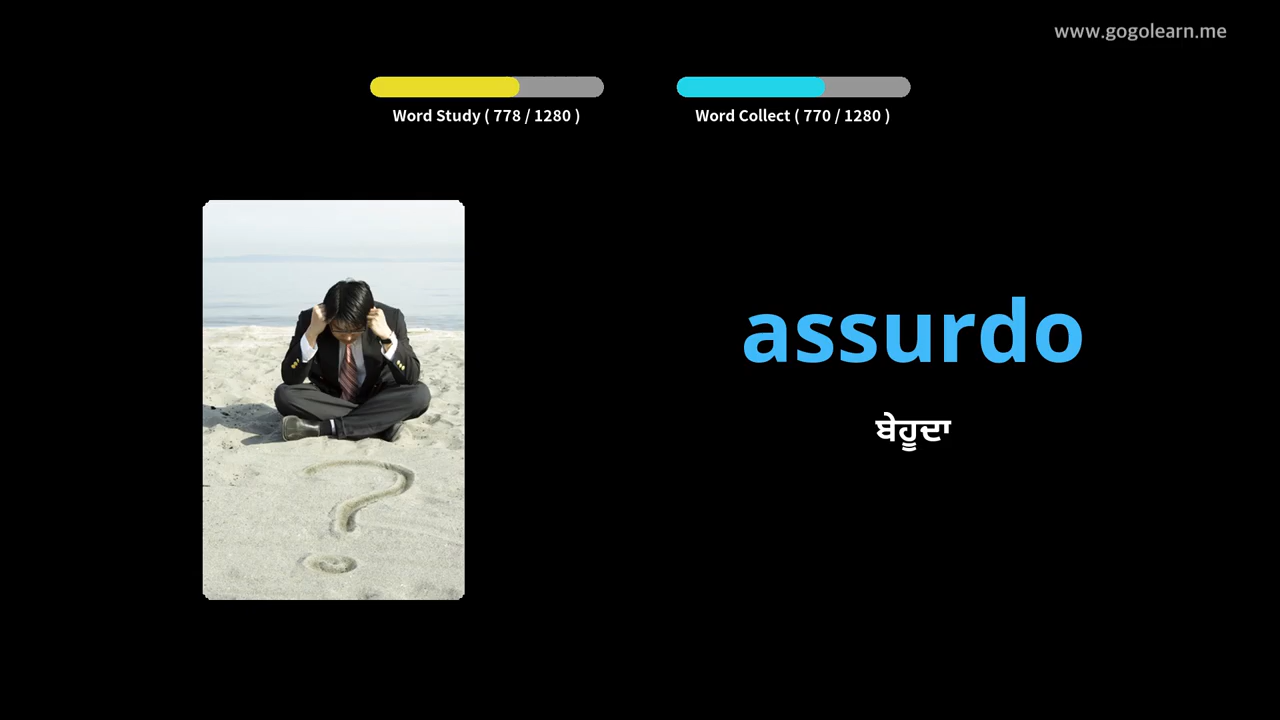 www.gogolearn.me
Word Study ( 778 / 1280 )
Word Collect ( 770 / 1280 )
assurdo
ਬੇਹੂਦਾ
?